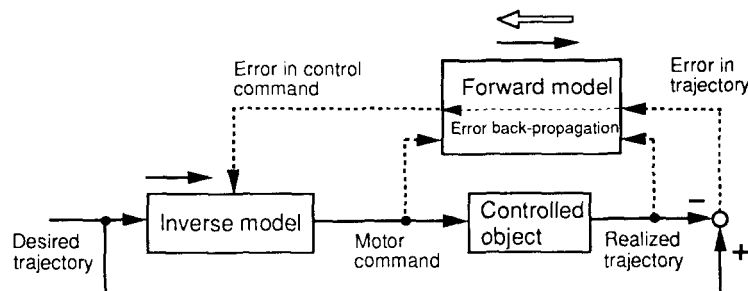 Error in control
command
Forward model
Error back-propagation
Error in
trajectory
Inverse model
Controlled
object
−
+
Desired
trajectory
Motor
command
Realized
trajectory